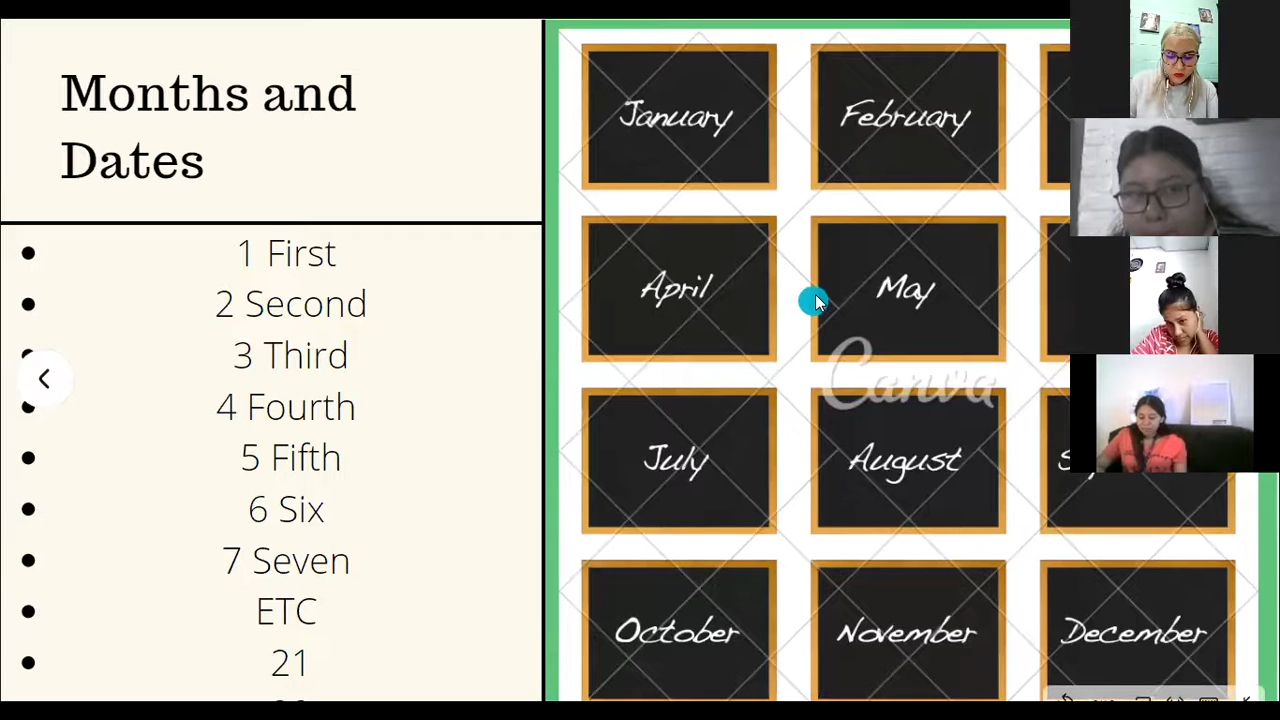 Months and
Dates
1 First
2 Second
3 Third
4 Fourth
5 Fifth
6 Six
7 Seven
ETC
21
January
February
April
May
Canva
July
August
October
November
December